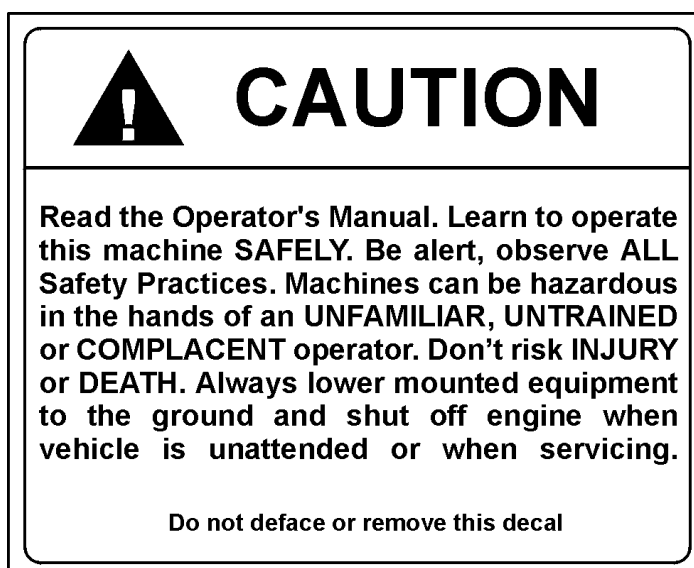 CAUTION
Read the Operator's Manual. Learn to operate
this machine SAFELY. Be alert, observe ALL
Safety Practices. Machines can be hazardous
in the hands of an UNFAMILIAR, UNTRAINED
or COMPLACENT operator. Don’t risk INJURY
or DEATH. Always lower mounted equipment
to the ground and shut off engine when
vehicle is unattended or when servicing.
Do not deface or remove this decal